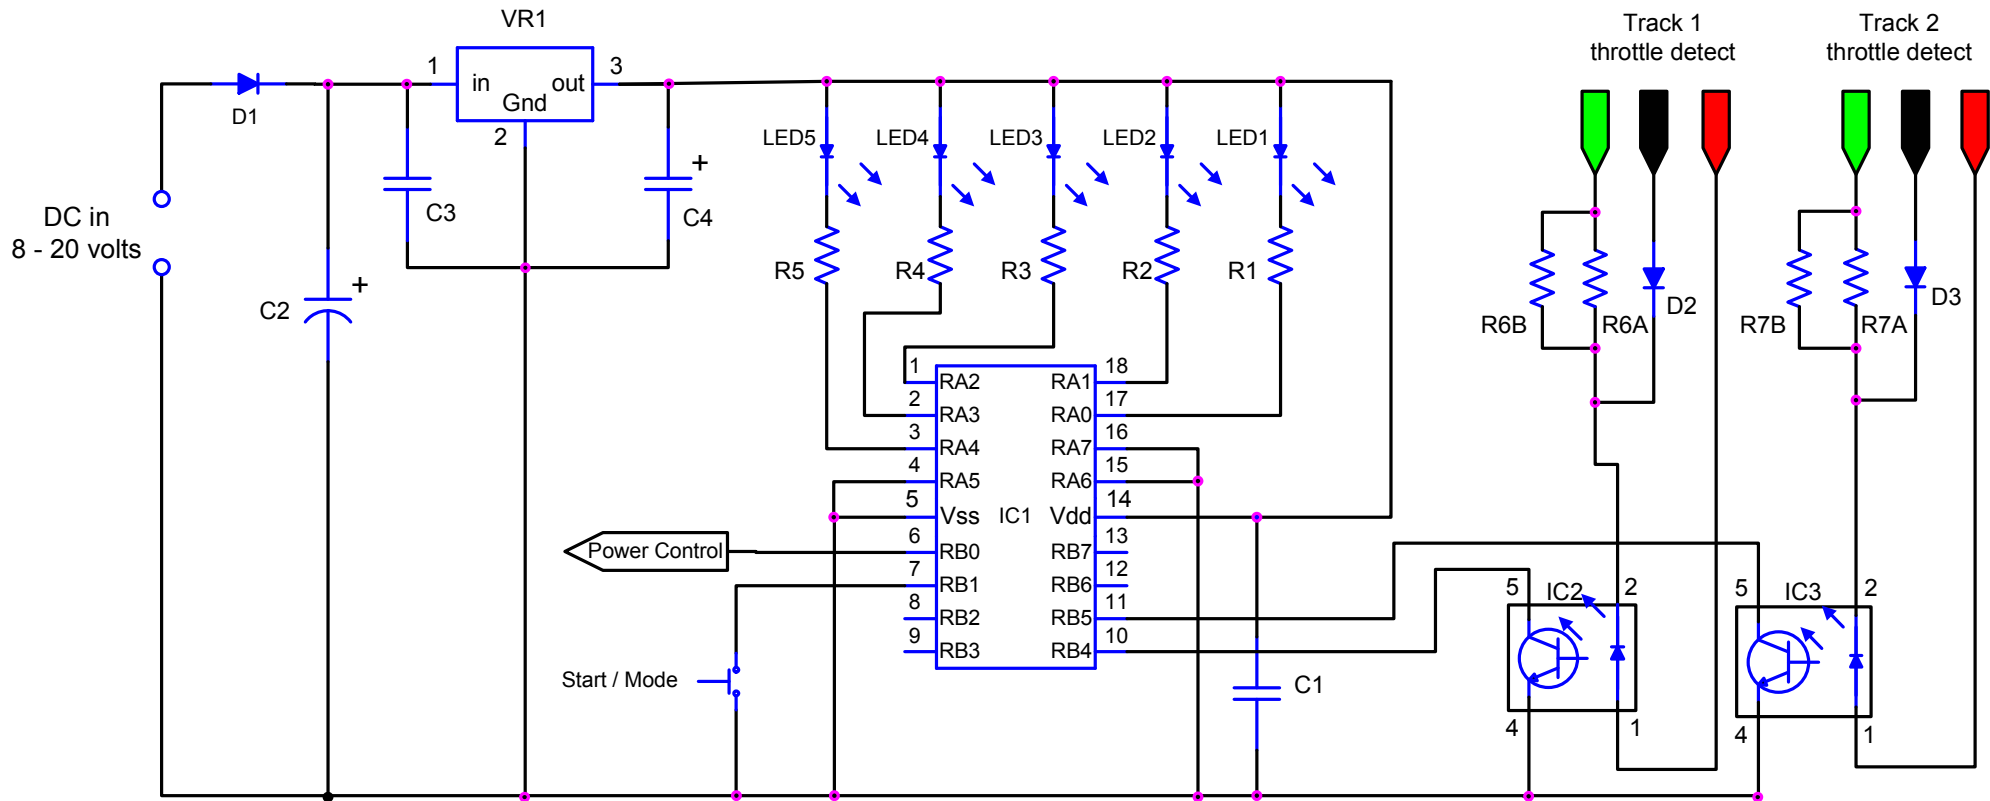 VR1
Track 1
throttle detect
Track 2
throttle detect
1
in
out
3
Gnd
2
D1
DC in
8 - 20 volts
C2
+
C3
C4
+
LED5
LED4
LED3
LED2
LED1
R5
R4
R3
R2
R1
R6B
R6A
D2
R7B
R7A
D3
1
RA2
RA1
18
2
RA3
RA0
17
3
RA4
RA7
16
4
RA5
RA6
15
5
Vss
IC1
Vdd
14
6
RB0
RB7
13
7
RB1
RB6
12
8
RB2
RB5
11
9
RB3
RB4
10
Power Control
Start / Mode
C1
5
IC2
2
4
1
5
IC3
2
4
1